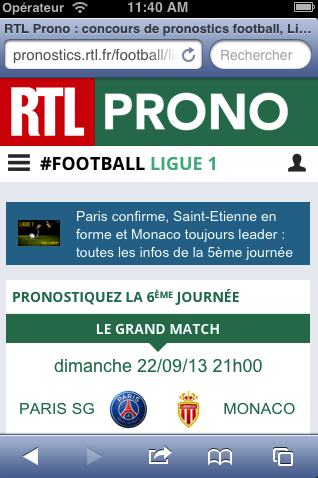 Opérateur 11:40 AM
RTL Prono : concours de pronostics football, Li...
pronostics.rtl.fr/football/li Rechercher
RTL PRONO
#FOOTBALL LIGUE 1
Paris confirme, Saint-Etienne en
forme et Monaco toujours leader :
toutes les infos de la 5ème journée
PRONOSTIQUEZ LA 6ÈME JOURNÉE
LE GRAND MATCH
dimanche 22/09/13 21h00
PARIS SG MONACO